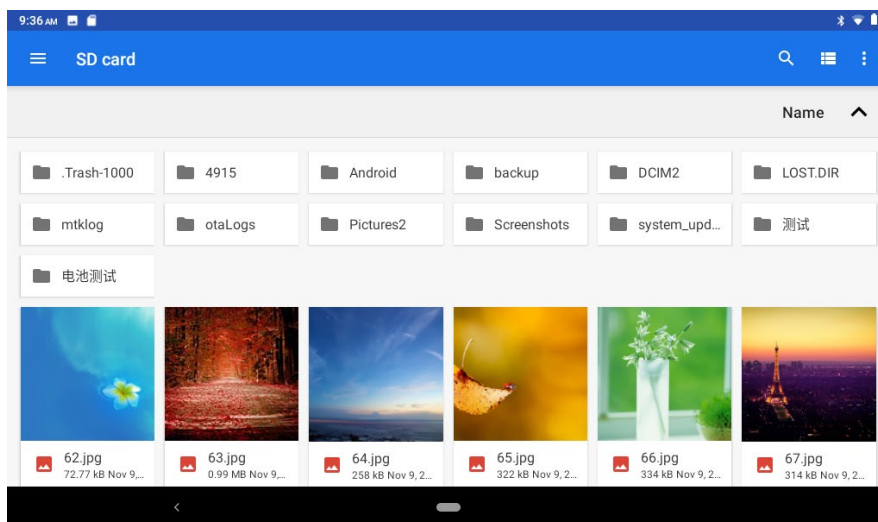 9:36 AM
SD card
Name
.Trash-1000
4915
Android
backup
DCIM2
LOST.DIR
mtklog
otaLogs
Pictures2
Screenshots
system_upd...
测试
电池测试
62.jpg
72.77 kB Nov 9,...
63.jpg
0.99 MB Nov 9,...
64.jpg
258 kB Nov 9, 2...
65.jpg
322 kB Nov 9, 2...
66.jpg
334 kB Nov 9, 2...
67.jpg
314 kB Nov 9, 2...